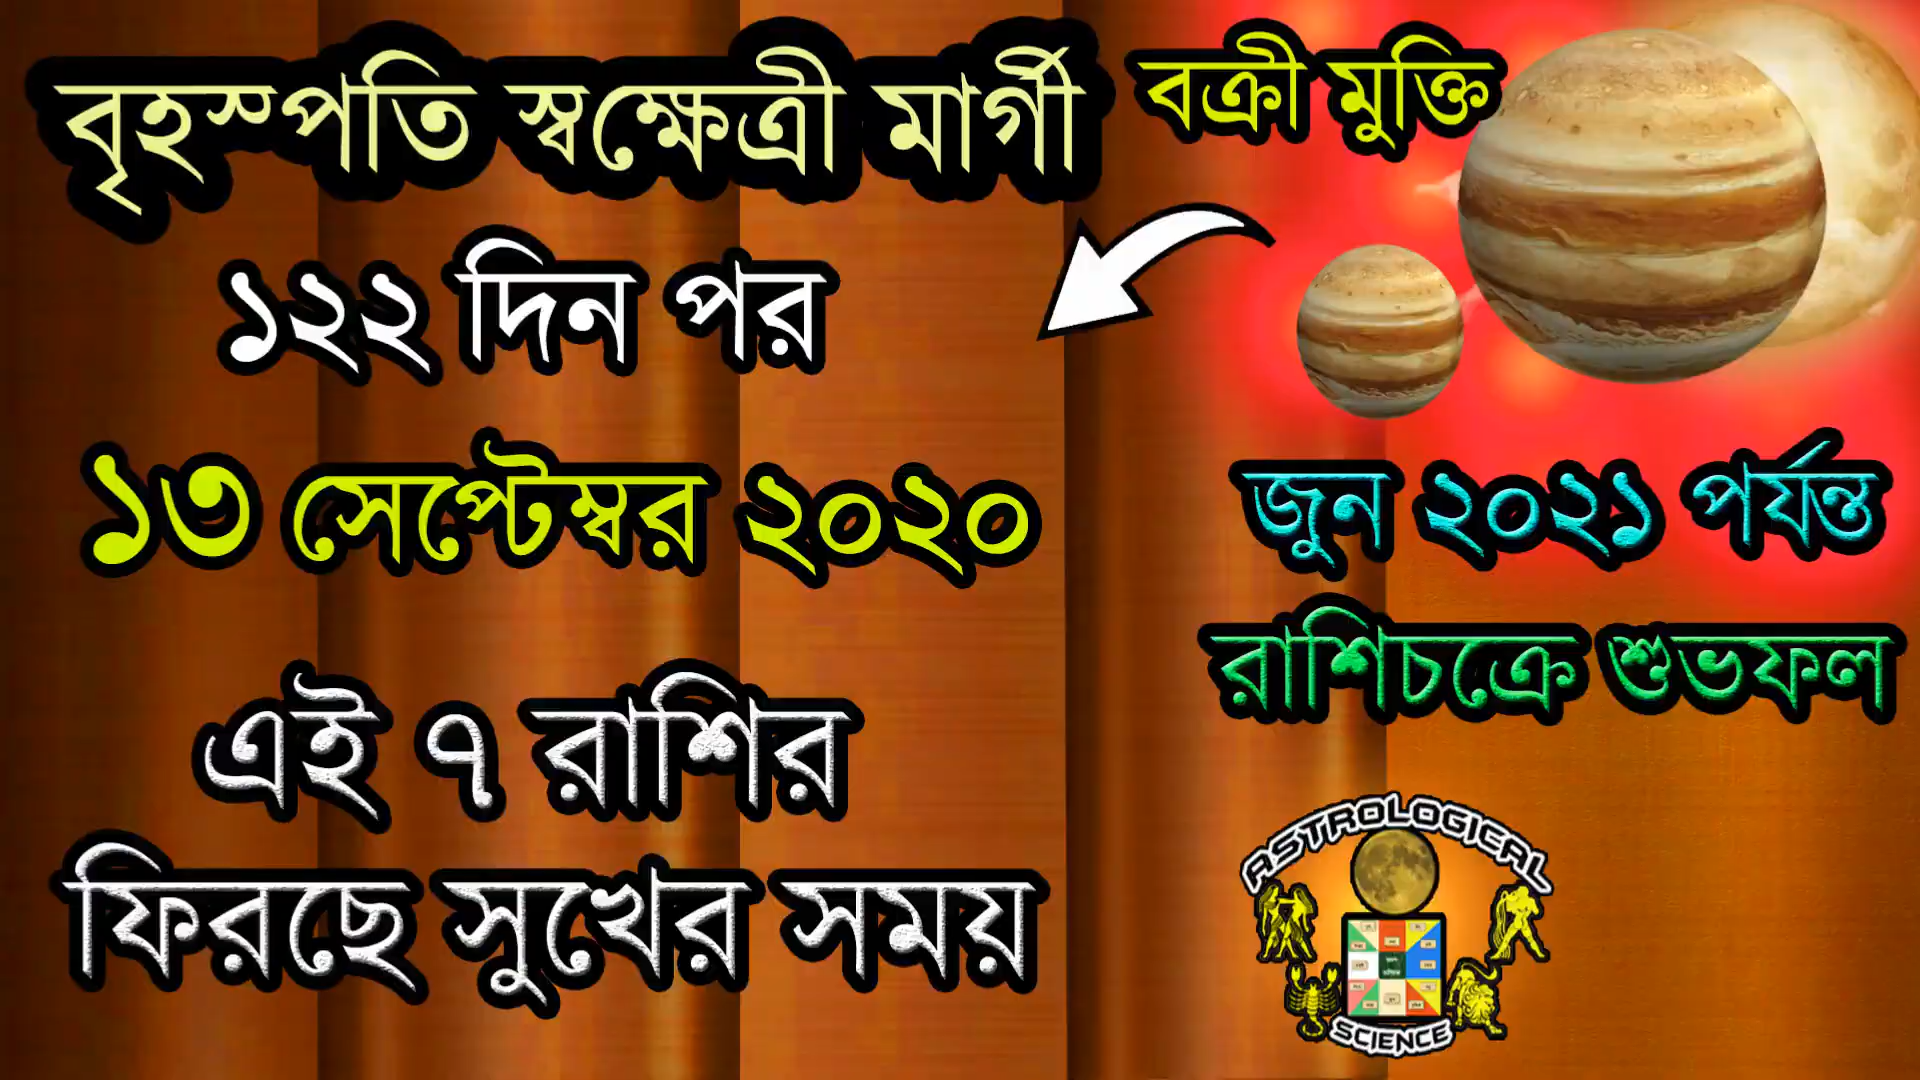 বৃহস্পতি স্বক্ষেত্রী মার্গী
বক্রী মুক্তি
১২২ দিন পর
১৩ সেপ্টেম্বর ২০২০
জুন ২০২১ পর্যন্ত
রাশিচক্রে শুভফল
এই ৭ রাশির
ফিরছে সুখের সময়
ASTROLOGICAL
SCIENCE